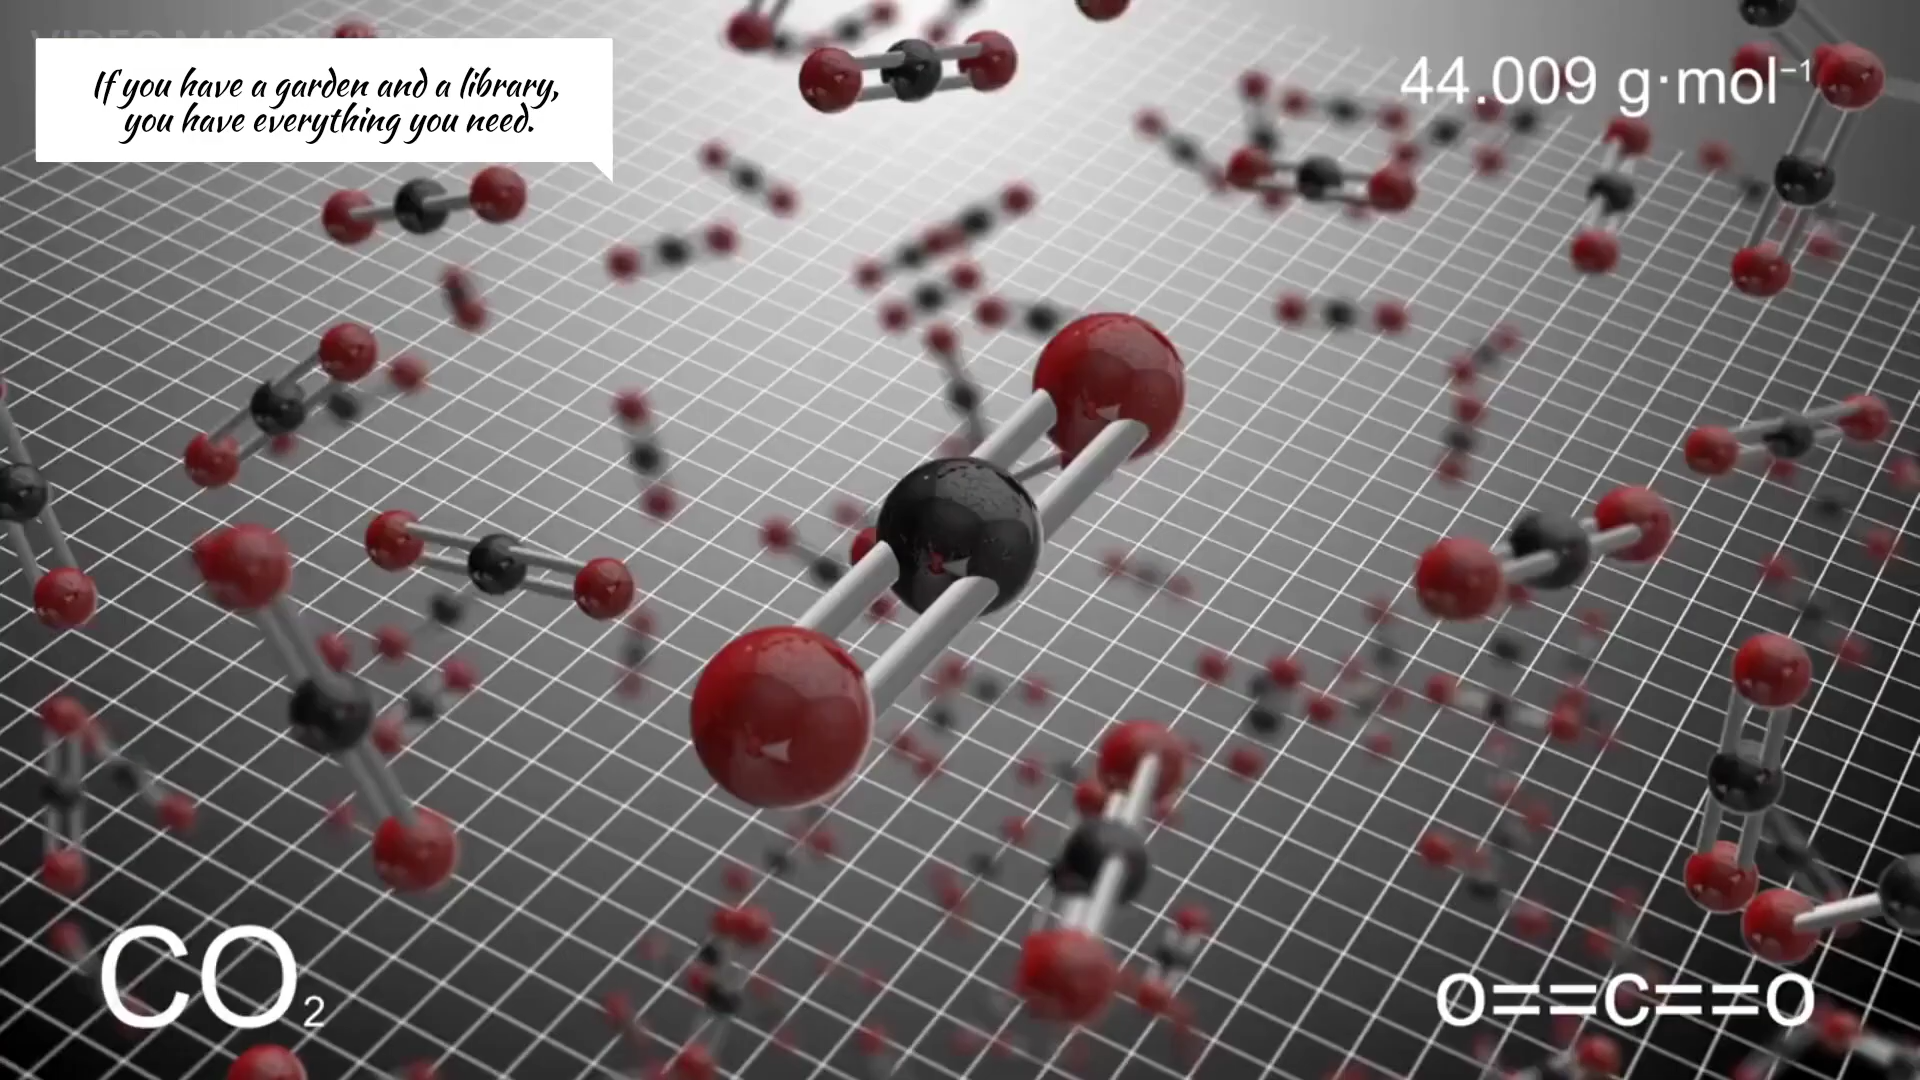 If you have a garden and a library,
you have everything you need.
44.009 g·mol⁻¹
CO₂
O==C==O